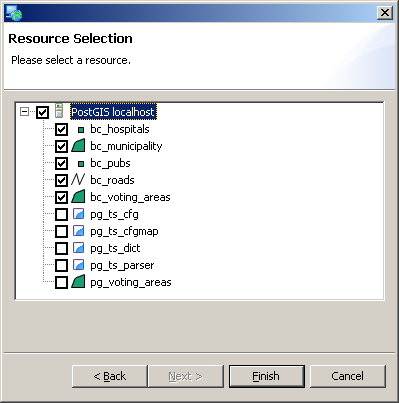 Resource Selection
Please select a resource.
PostGIS localhost
bc_hospitals
bc_municipality
bc_pubs
bc_roads
bc_voting_areas
pg_ts_cfg
pg_ts_cfgmap
pg_ts_dict
pg_ts_parser
pg_voting_areas
< Back Next > Finish Cancel